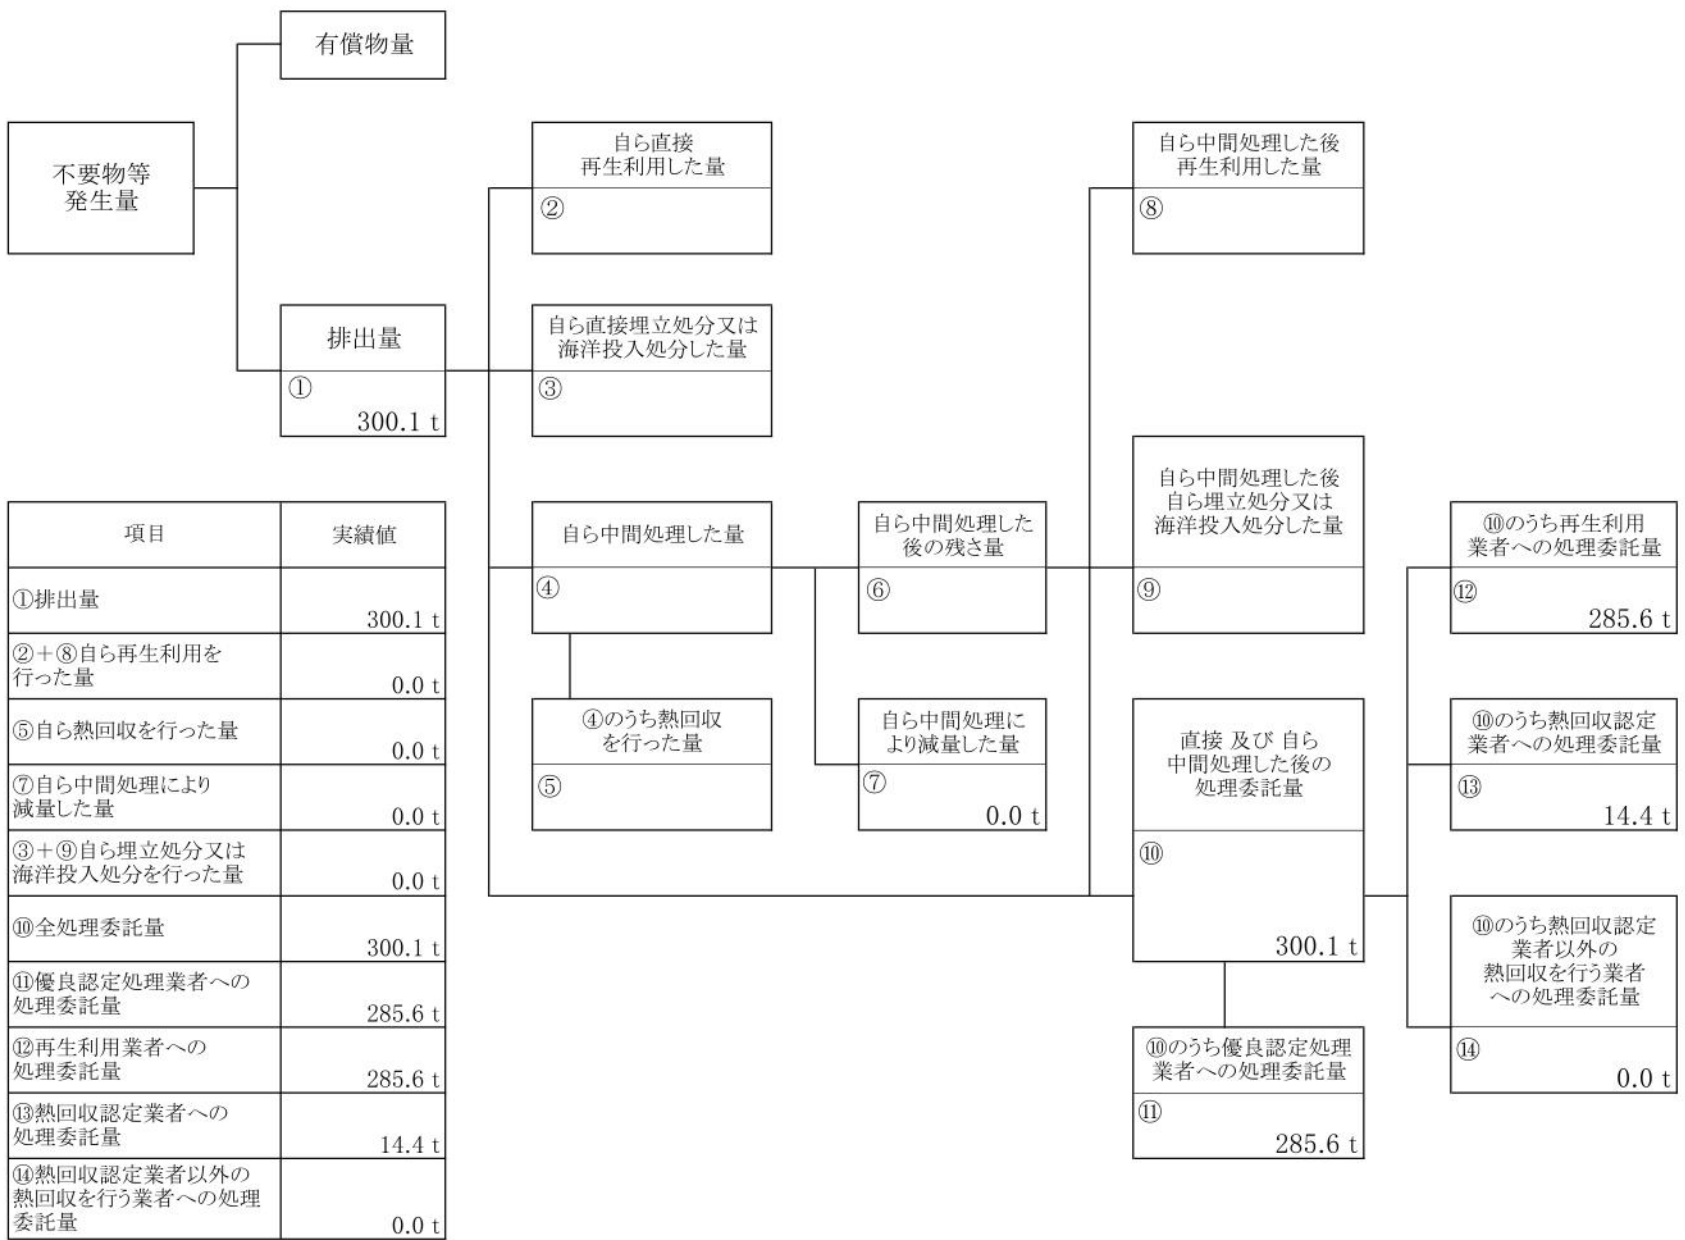 有償物量
不要物等
発生量
自ら直接
再生利用した量
②
自ら中間処理した後
再生利用した量
⑧
排出量
①
300.1 t
自ら直接埋立処分又は
海洋投入処分した量
③
項目
実績値
①排出量
300.1 t
②+⑧自ら再生利用を
行った量
0.0 t
⑤自ら熱回収を行った量
0.0 t
⑦自ら中間処理により
減量した量
0.0 t
③+⑨自ら埋立処分又は
海洋投入処分を行った量
0.0 t
⑩全処理委託量
300.1 t
⑪優良認定処理業者への
処理委託量
285.6 t
⑫再生利用業者への
処理委託量
285.6 t
⑬熱回収認定業者への
処理委託量
14.4 t
⑭熱回収認定業者以外の
熱回収を行う業者への処理
委託量
0.0 t
自ら中間処理した量
④
④のうち熱回収
を行った量
⑤
自ら中間処理した
後の残さ量
⑥
自ら中間処理に
より減量した量
⑦
0.0 t
自ら中間処理した後
自ら埋立処分又は
海洋投入処分した量
⑨
直接 及び 自ら
中間処理した後の
処理委託量
⑩
300.1 t
⑩のうち優良認定処理
業者への処理委託量
⑪
285.6 t
⑩のうち再生利用
業者への処理委託量
⑫
285.6 t
⑩のうち熱回収認定
業者への処理委託量
⑬
14.4 t
⑩のうち熱回収認定
業者以外の
熱回収を行う業者
への処理委託量
⑭
0.0 t